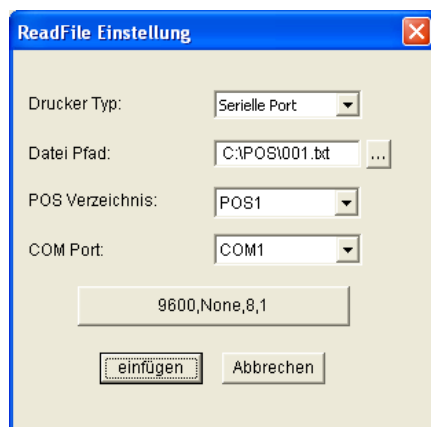 ReadFile Einstellung
Drucker Typ: Serielle Port
Datei Pfad: C:\POS\001.txt ...
POS Verzeichnis: POS1
COM Port: COM1
9600,None,8,1
einfügen Abbrechen